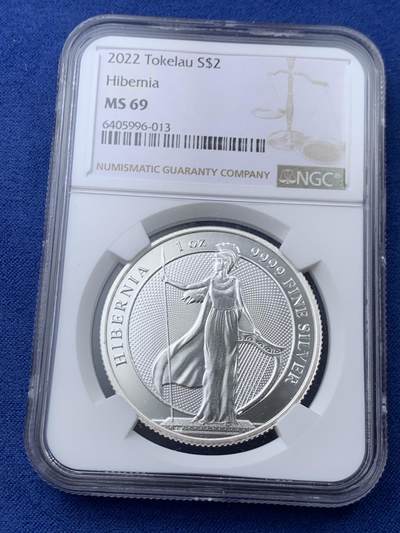 2022 Tokelau S$2
Hibernia
MS 69
6405996-013
NUMISMATIC GUARANTY COMPANY
NGC
HIBERNIA 1 OZ 9999 FINE SILVER